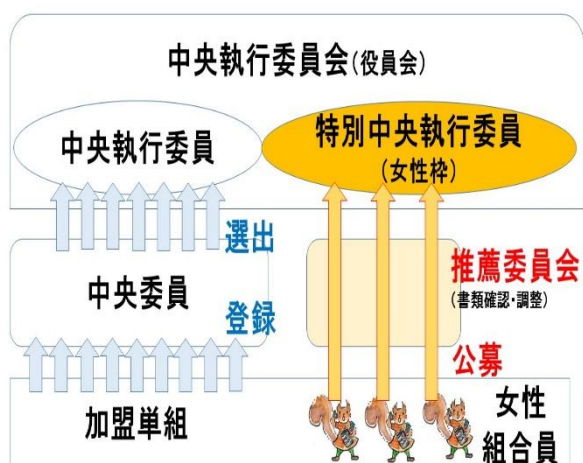 中央執行委員会(役員会)
中央執行委員
特別中央執行委員
(女性枠)
選出
中央委員
登録
推薦委員会
(書類確認・調整)
公募
加盟単組
女性
組合員